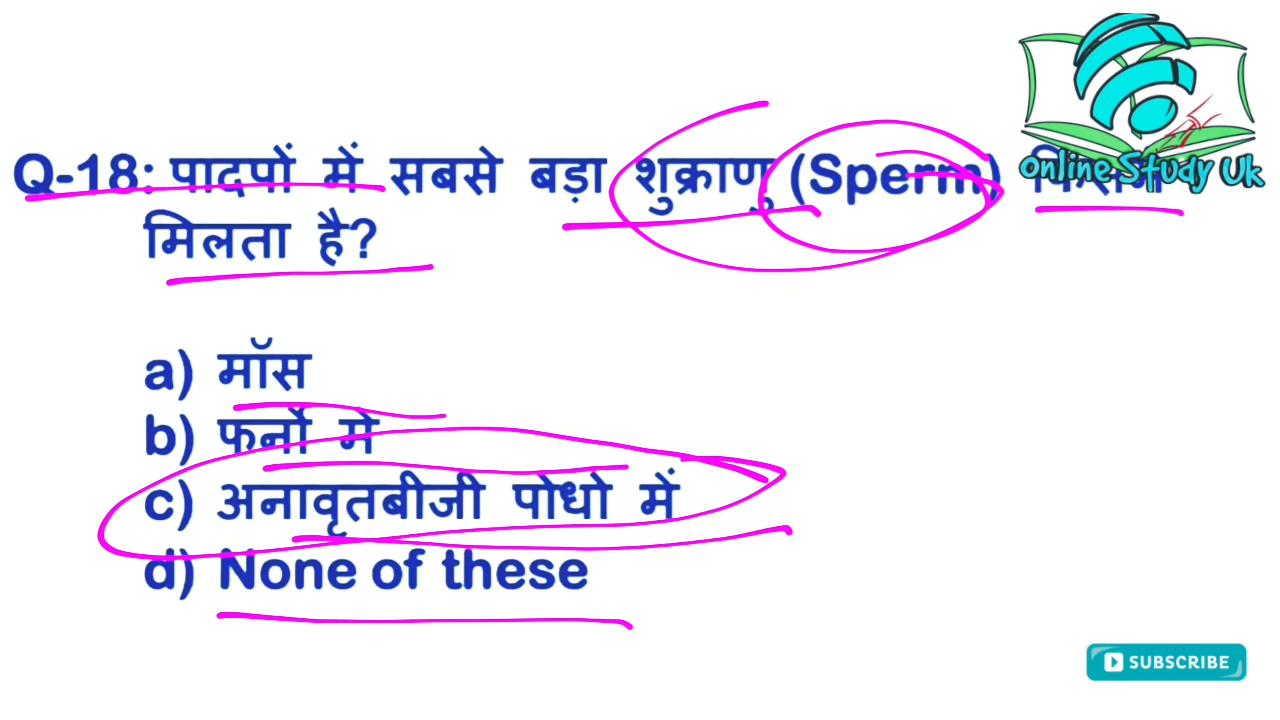 Online Study Uk
Q-18: पादपों में सबसे बड़ा शुक्राणु (Sperm)
मिलता है?
a) मॉस
b) फर्नों में
c) अनावृतबीजी पोधो में
d) None of these
SUBSCRIBE